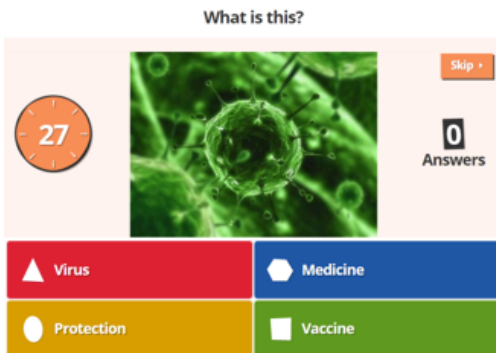 What is this?
Skip
27
0
Answers
Virus
Medicine
Protection
Vaccine